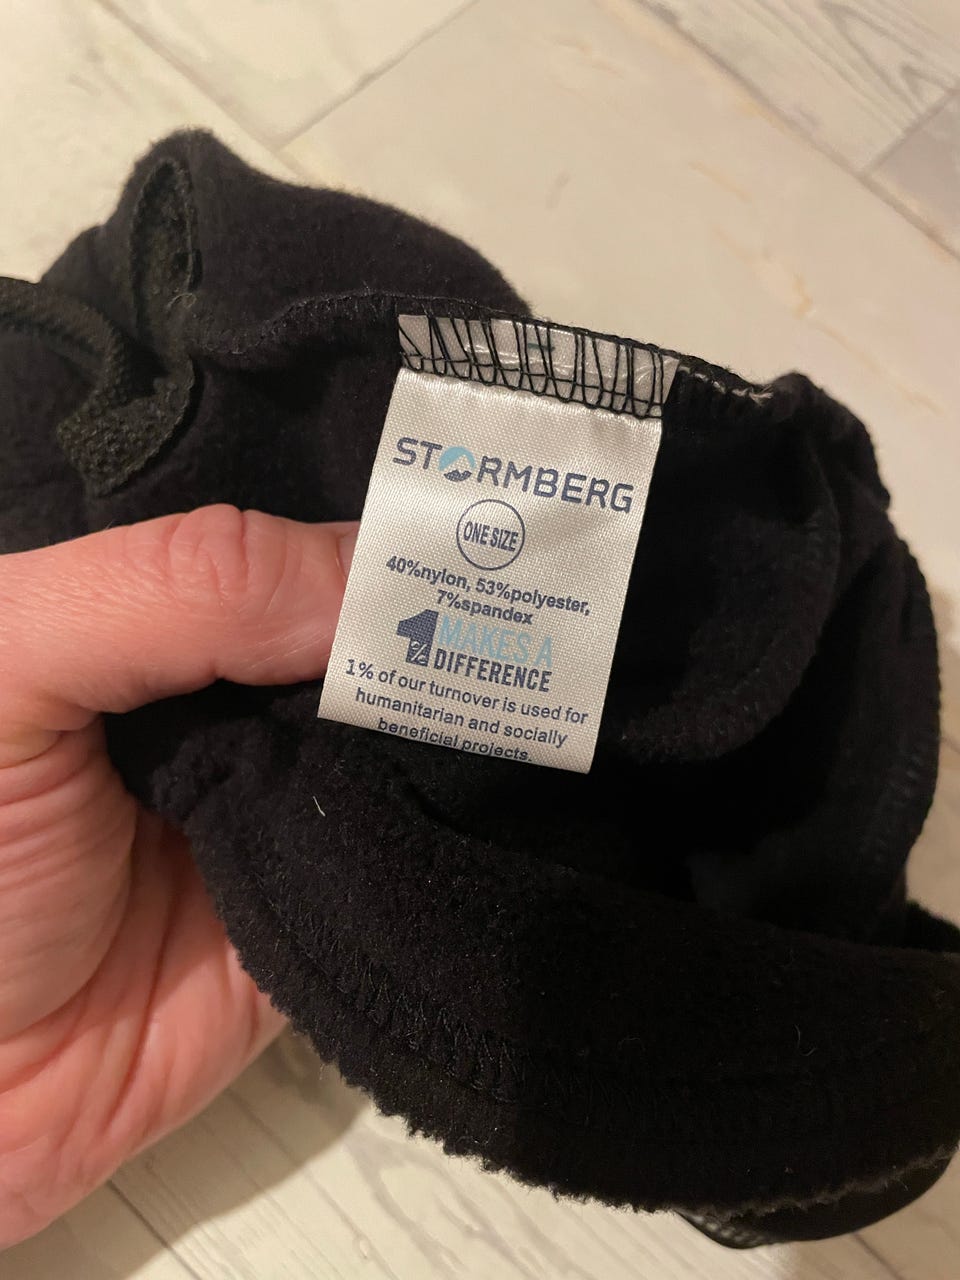 STORMBERG
ONE SIZE
40%nylon, 53%polyester,
7%spandex
1% MAKES A
DIFFERENCE
1% of our turnover is used for
humanitarian and socially
beneficial projects.